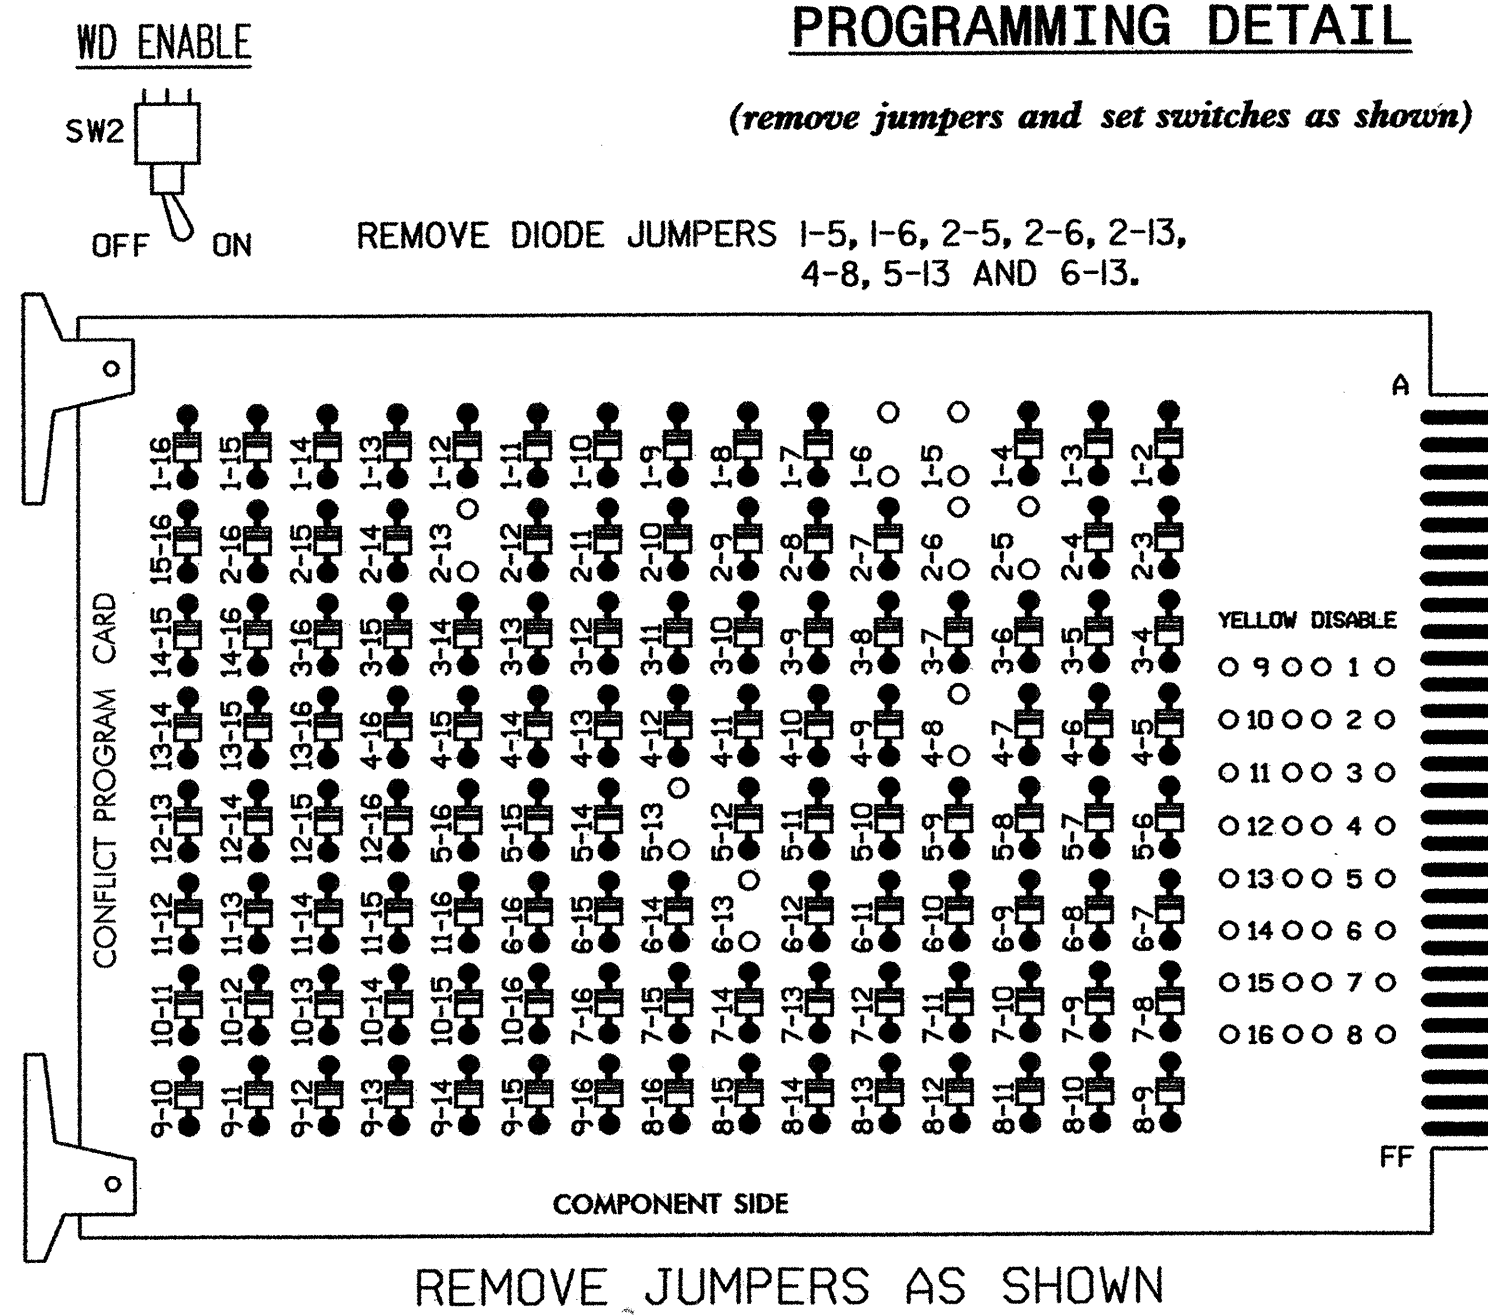 PROGRAMMING DETAIL
WD ENABLE
(remove jumpers and set switches as shown)
SW2
OFF ON
REMOVE DIODE JUMPERS 1-5, 1-6, 2-5, 2-6, 2-13,
4-8, 5-13 AND 6-13.
A
1-16 1-15 1-14 1-13 1-12 1-11 1-10 1-9 1-8 1-7 1-6 1-5 1-4 1-3 1-2
15-16 2-16 2-15 2-14 2-13 2-12 2-11 2-10 2-9 2-8 2-7 2-6 2-5 2-4 2-3
14-15 14-16 3-16 3-15 3-14 3-13 3-12 3-11 3-10 3-9 3-8 3-7 3-6 3-5 3-4
13-14 13-15 13-16 4-16 4-15 4-14 4-13 4-12 4-11 4-10 4-9 4-8 4-7 4-6 4-5
12-13 12-14 12-15 12-16 5-16 5-15 5-14 5-13 5-12 5-11 5-10 5-9 5-8 5-7 5-6
11-12 11-13 11-14 11-15 11-16 6-16 6-15 6-14 6-13 6-12 6-11 6-10 6-9 6-8 6-7
10-11 10-12 10-13 10-14 10-15 10-16 7-16 7-15 7-14 7-13 7-12 7-11 7-10 7-9 7-8
9-10 9-11 9-12 9-13 9-14 9-15 9-16 8-16 8-15 8-14 8-13 8-12 8-11 8-10 8-9
CONFLICT PROGRAM CARD
YELLOW DISABLE
9 1
10 2
11 3
12 4
13 5
14 6
15 7
16 8
FF
COMPONENT SIDE
REMOVE JUMPERS AS SHOWN